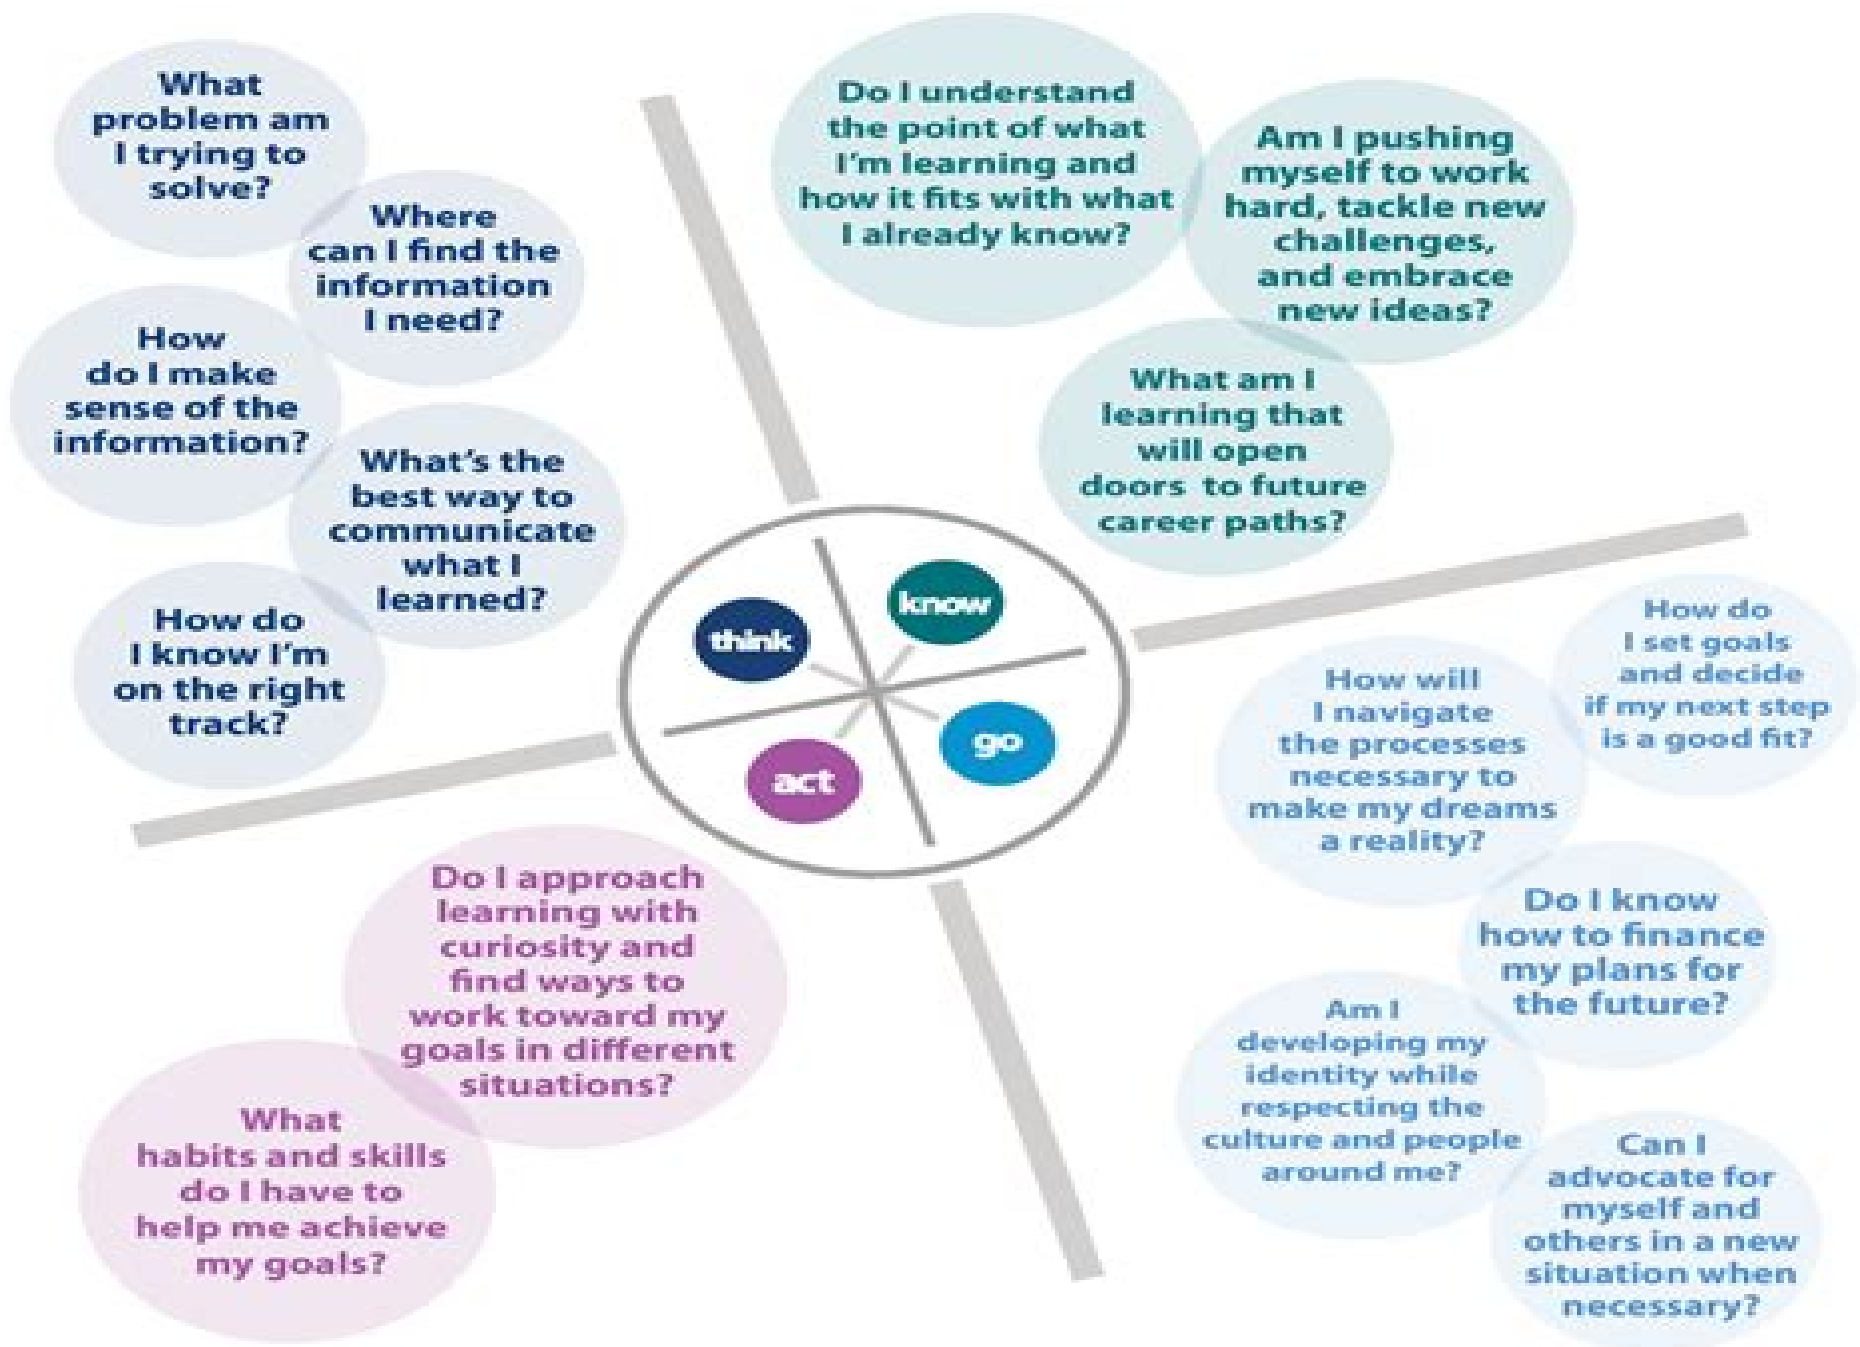 What
problem am
I trying to
solve?
Where
can I find the
information
I need?
How
do I make
sense of the
information?
What's the
best way to
communicate
what I
learned?
How do
I know I'm
on the right
track?
Do I understand
the point of what
I'm learning and
how it fits with what
I already know?
Am I pushing
myself to work
hard, tackle new
challenges,
and embrace
new ideas?
What am I
learning that
will open
doors to future
career paths?
think
know
act
go
How do
I set goals
and decide
if my next step
is a good fit?
How will
I navigate
the processes
necessary to
make my dreams
a reality?
Do I know
how to finance
my plans for
the future?
Am I
developing my
identity while
respecting the
culture and people
around me?
Can I
advocate for
myself and
others in a new
situation when
necessary?
Do I approach
learning with
curiosity and
find ways to
work toward my
goals in different
situations?
What
habits and skills
do I have to
help me achieve
my goals?